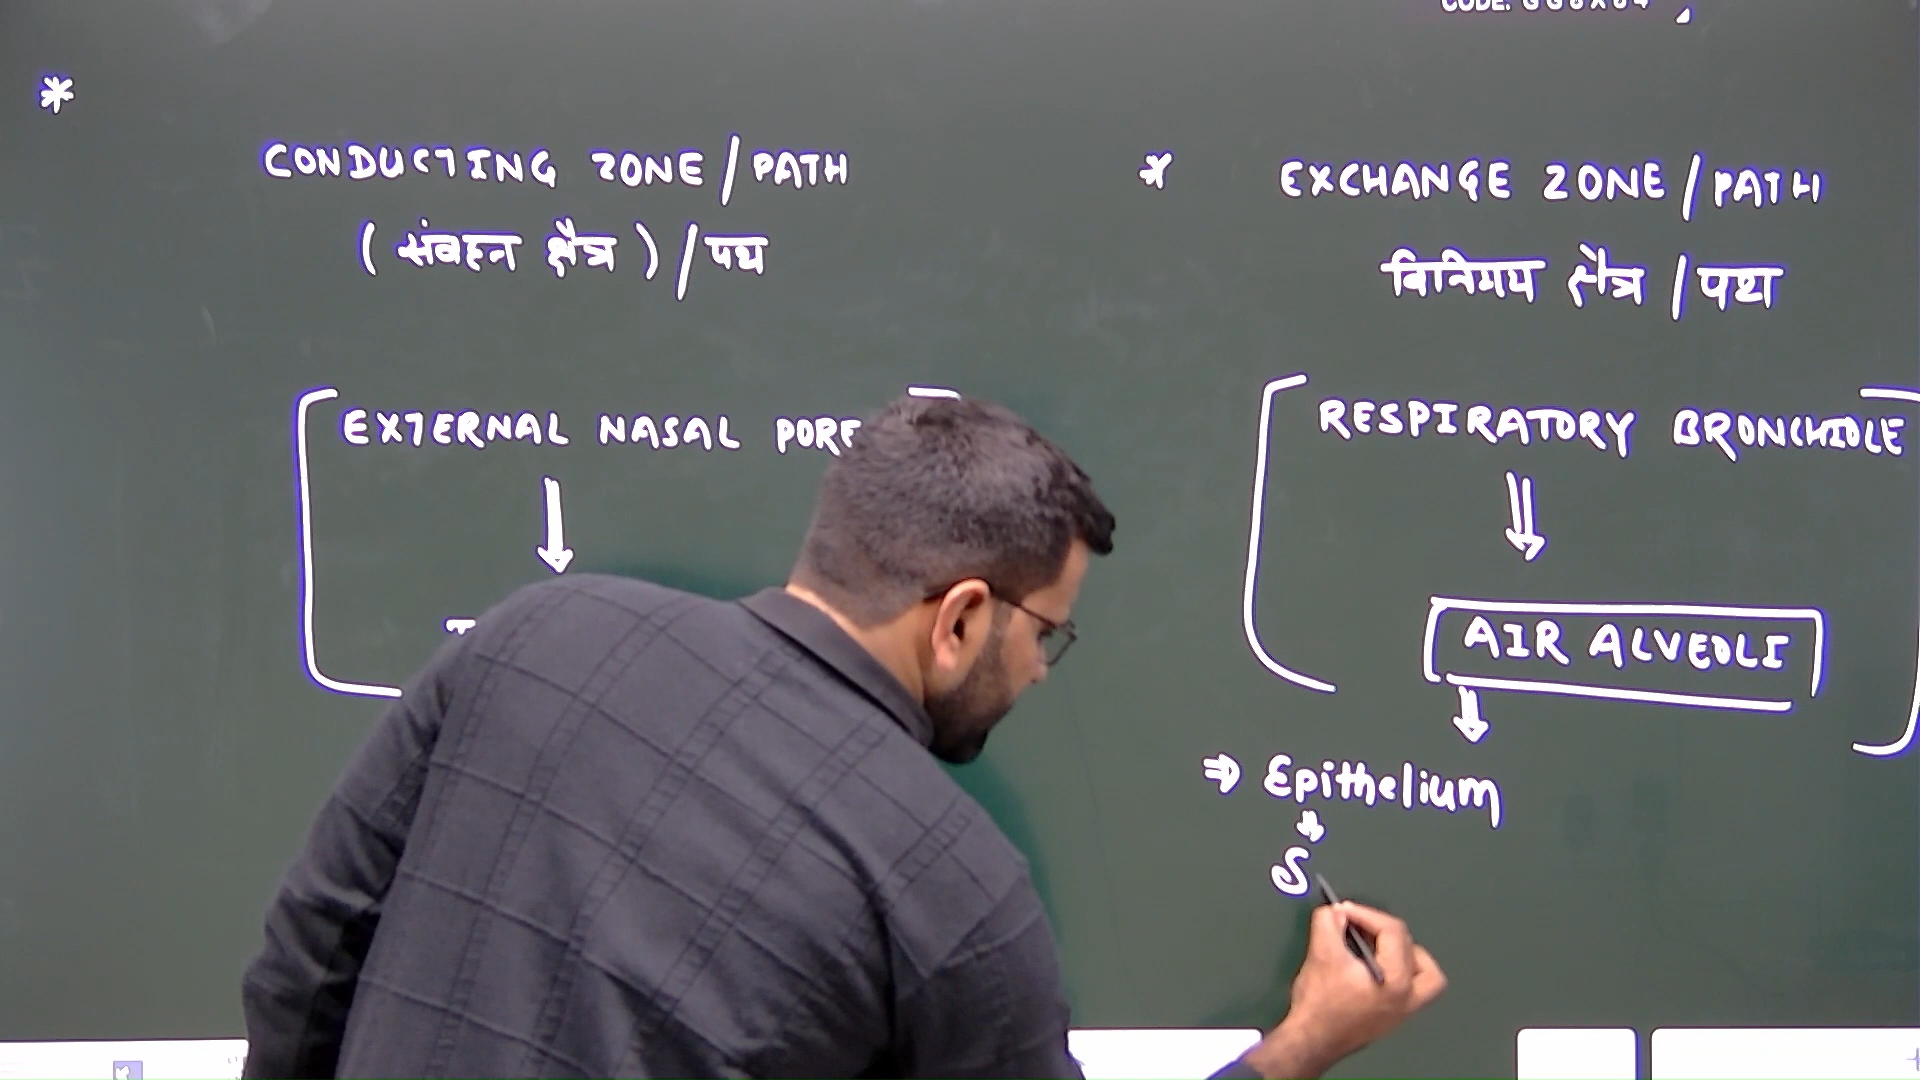 *
CONDUCTING ZONE / PATH
( संवहन क्षैत्र ) / पथ
EXTERNAL NASAL PORE
↓
* EXCHANGE ZONE / PATH
विनिमय क्षैत्र / पथ
RESPIRATORY BRONCHIOLE
⇓
AIR ALVEOLI
↓
⇒ Epithelium
↓
S